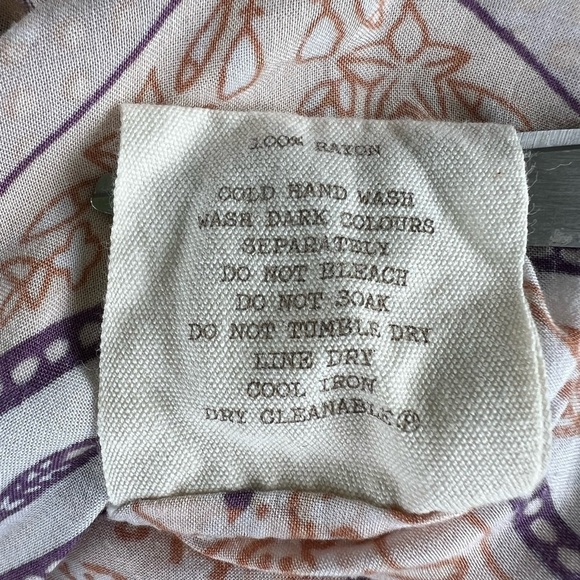 100% RAYON
COLD HAND WASH
WASH DARK COLOURS
SEPARATELY
DO NOT BLEACH
DO NOT SOAK
DO NOT TUMBLE DRY
LINE DRY
COOL IRON
DRY CLEANABLE Ⓟ